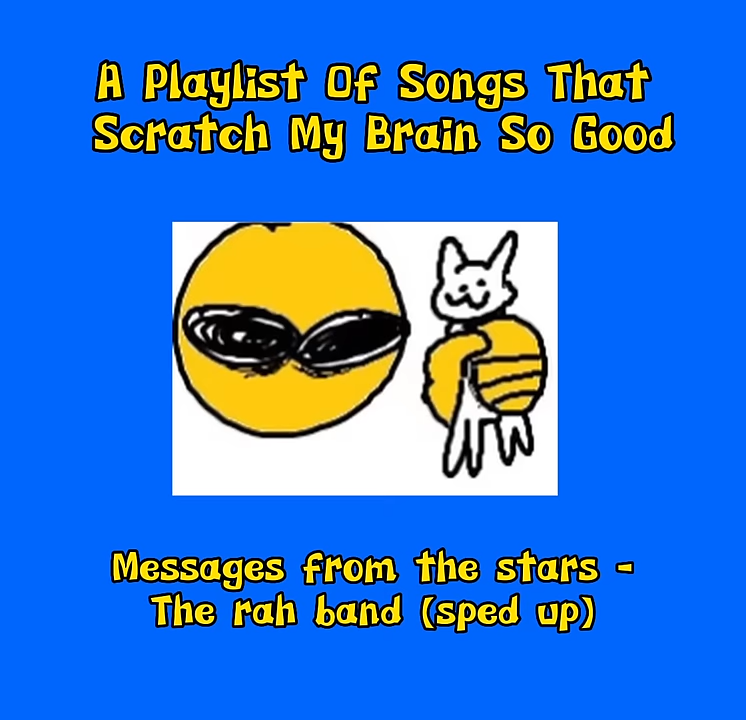 A Playlist Of Songs That
Scratch My Brain So Good
Messages from the stars -
The rah band (sped up)